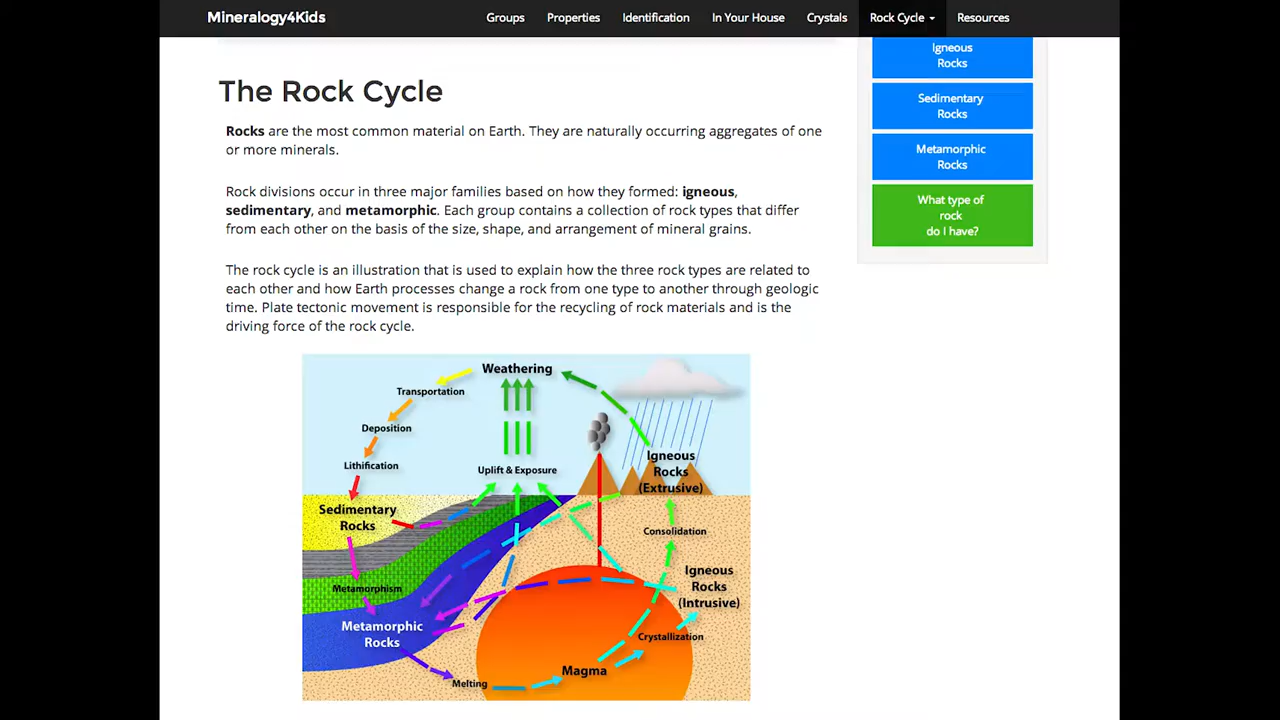 Mineralogy4Kids
Groups
Properties
Identification
In Your House
Crystals
Rock Cycle
Resources
Igneous
Rocks
Sedimentary
Rocks
Metamorphic
Rocks
What type of
rock
do I have?
The Rock Cycle
Rocks are the most common material on Earth. They are naturally occurring aggregates of one
or more minerals.
Rock divisions occur in three major families based on how they formed: igneous,
sedimentary, and metamorphic. Each group contains a collection of rock types that differ
from each other on the basis of the size, shape, and arrangement of mineral grains.
The rock cycle is an illustration that is used to explain how the three rock types are related to
each other and how Earth processes change a rock from one type to another through geologic
time. Plate tectonic movement is responsible for the recycling of rock materials and is the
driving force of the rock cycle.
Weathering
Transportation
Deposition
Lithification
Uplift & Exposure
Igneous
Rocks
(Extrusive)
Sedimentary
Rocks
Consolidation
Igneous
Rocks
(Intrusive)
Metamorphism
Metamorphic
Rocks
Crystallization
Magma
Melting